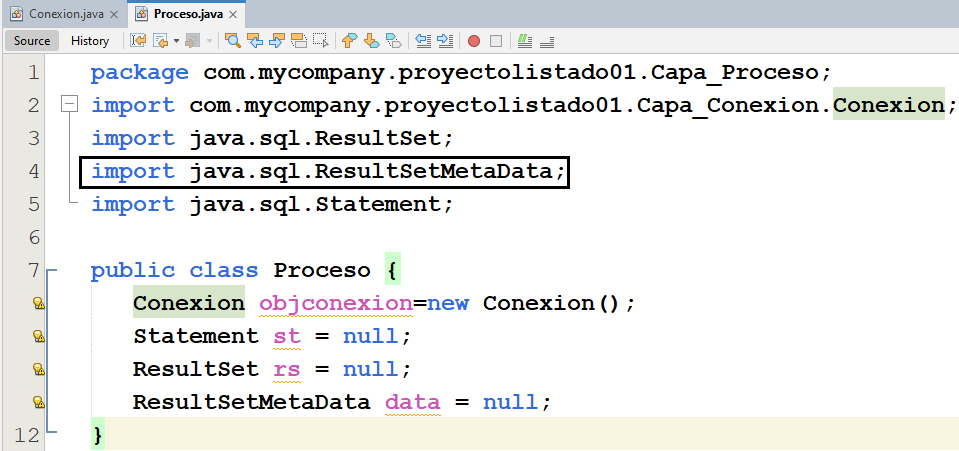 Conexion.java Proceso.java
Source History
1 package com.mycompany.proyectolistado01.Capa_Proceso;
2 import com.mycompany.proyectolistado01.Capa_Conexion.Conexion;
3 import java.sql.ResultSet;
4 import java.sql.ResultSetMetaData;
5 import java.sql.Statement;
6
7 public class Proceso {
Conexion objconexion=new Conexion();
Statement st = null;
ResultSet rs = null;
ResultSetMetaData data = null;
12 }